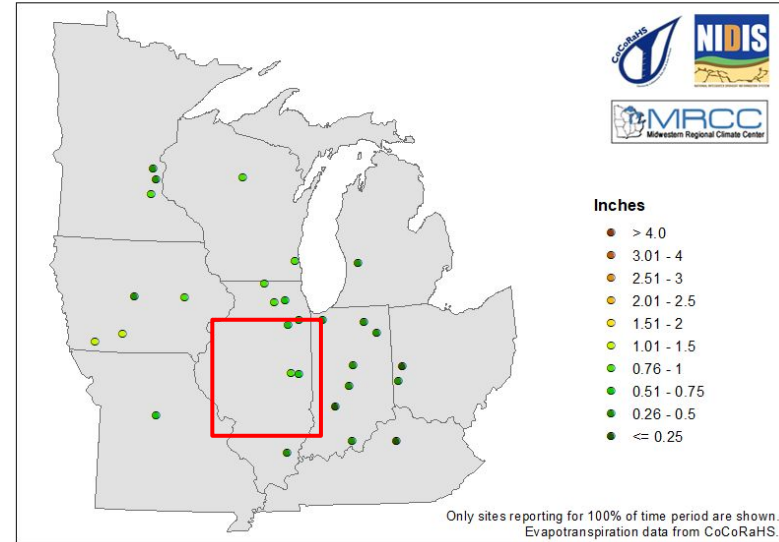 CoCoRaHS
NIDIS
MRCC
Midwestern Regional Climate Center
Inches
> 4.0
3.01 - 4
2.51 - 3
2.01 - 2.5
1.51 - 2
1.01 - 1.5
0.76 - 1
0.51 - 0.75
0.26 - 0.5
<= 0.25
Only sites reporting for 100% of time period are shown.
Evapotranspiration data from CoCoRaHS.